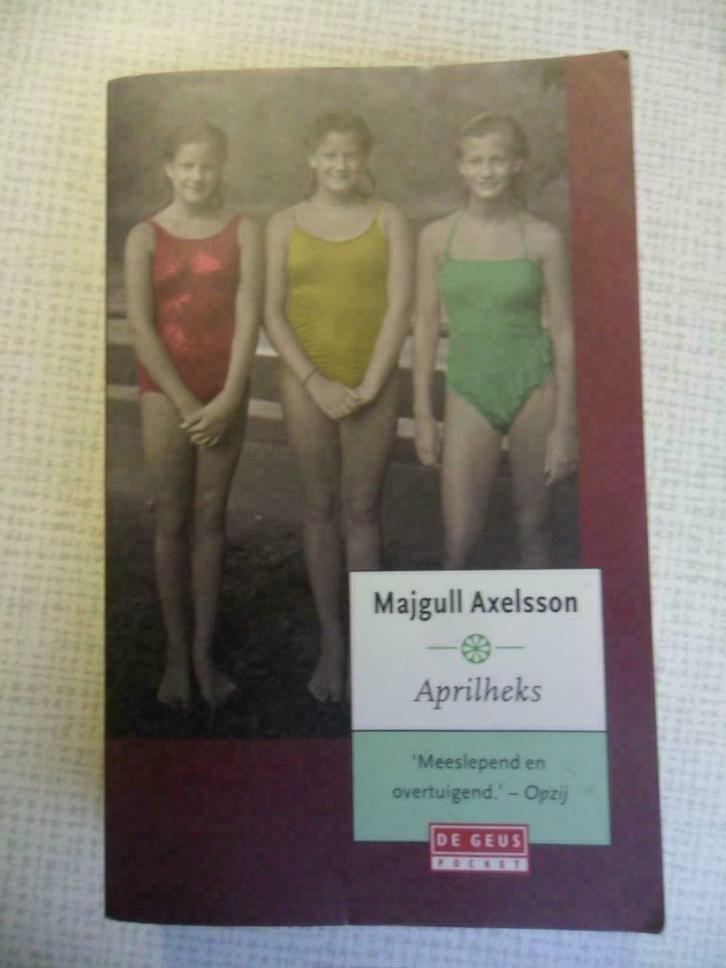 Majgull Axelsson
Aprilheks
'Meeslepend en
overtuigend.' – Opzij
DE GEUS
POCKET